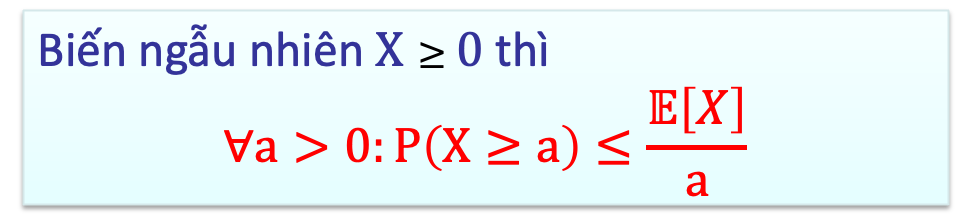 Biến ngẫu nhiên X ≥ 0 thì
∀a > 0: P(X ≥ a) ≤ 𝔼[X] / a